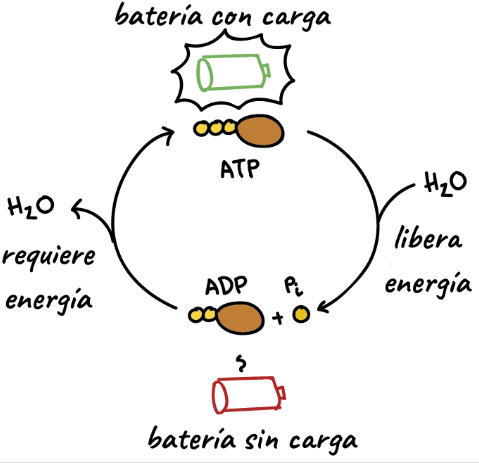 batería con carga
ATP
H₂O
libera
energía
H₂O
requiere
energía
ADP
Pi
+
batería sin carga